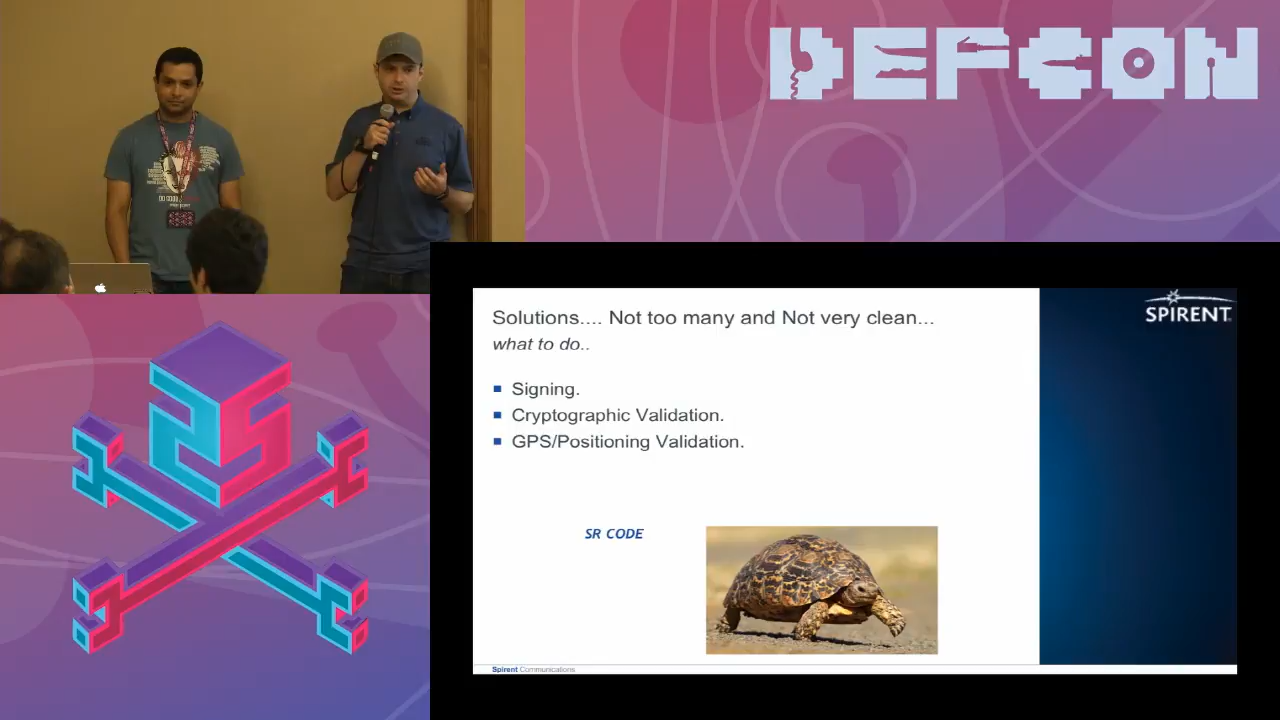 DEFCON
SPIRENT
Solutions.... Not too many and Not very clean...
what to do..
Signing.
Cryptographic Validation.
GPS/Positioning Validation.
SR CODE
Spirent Communications